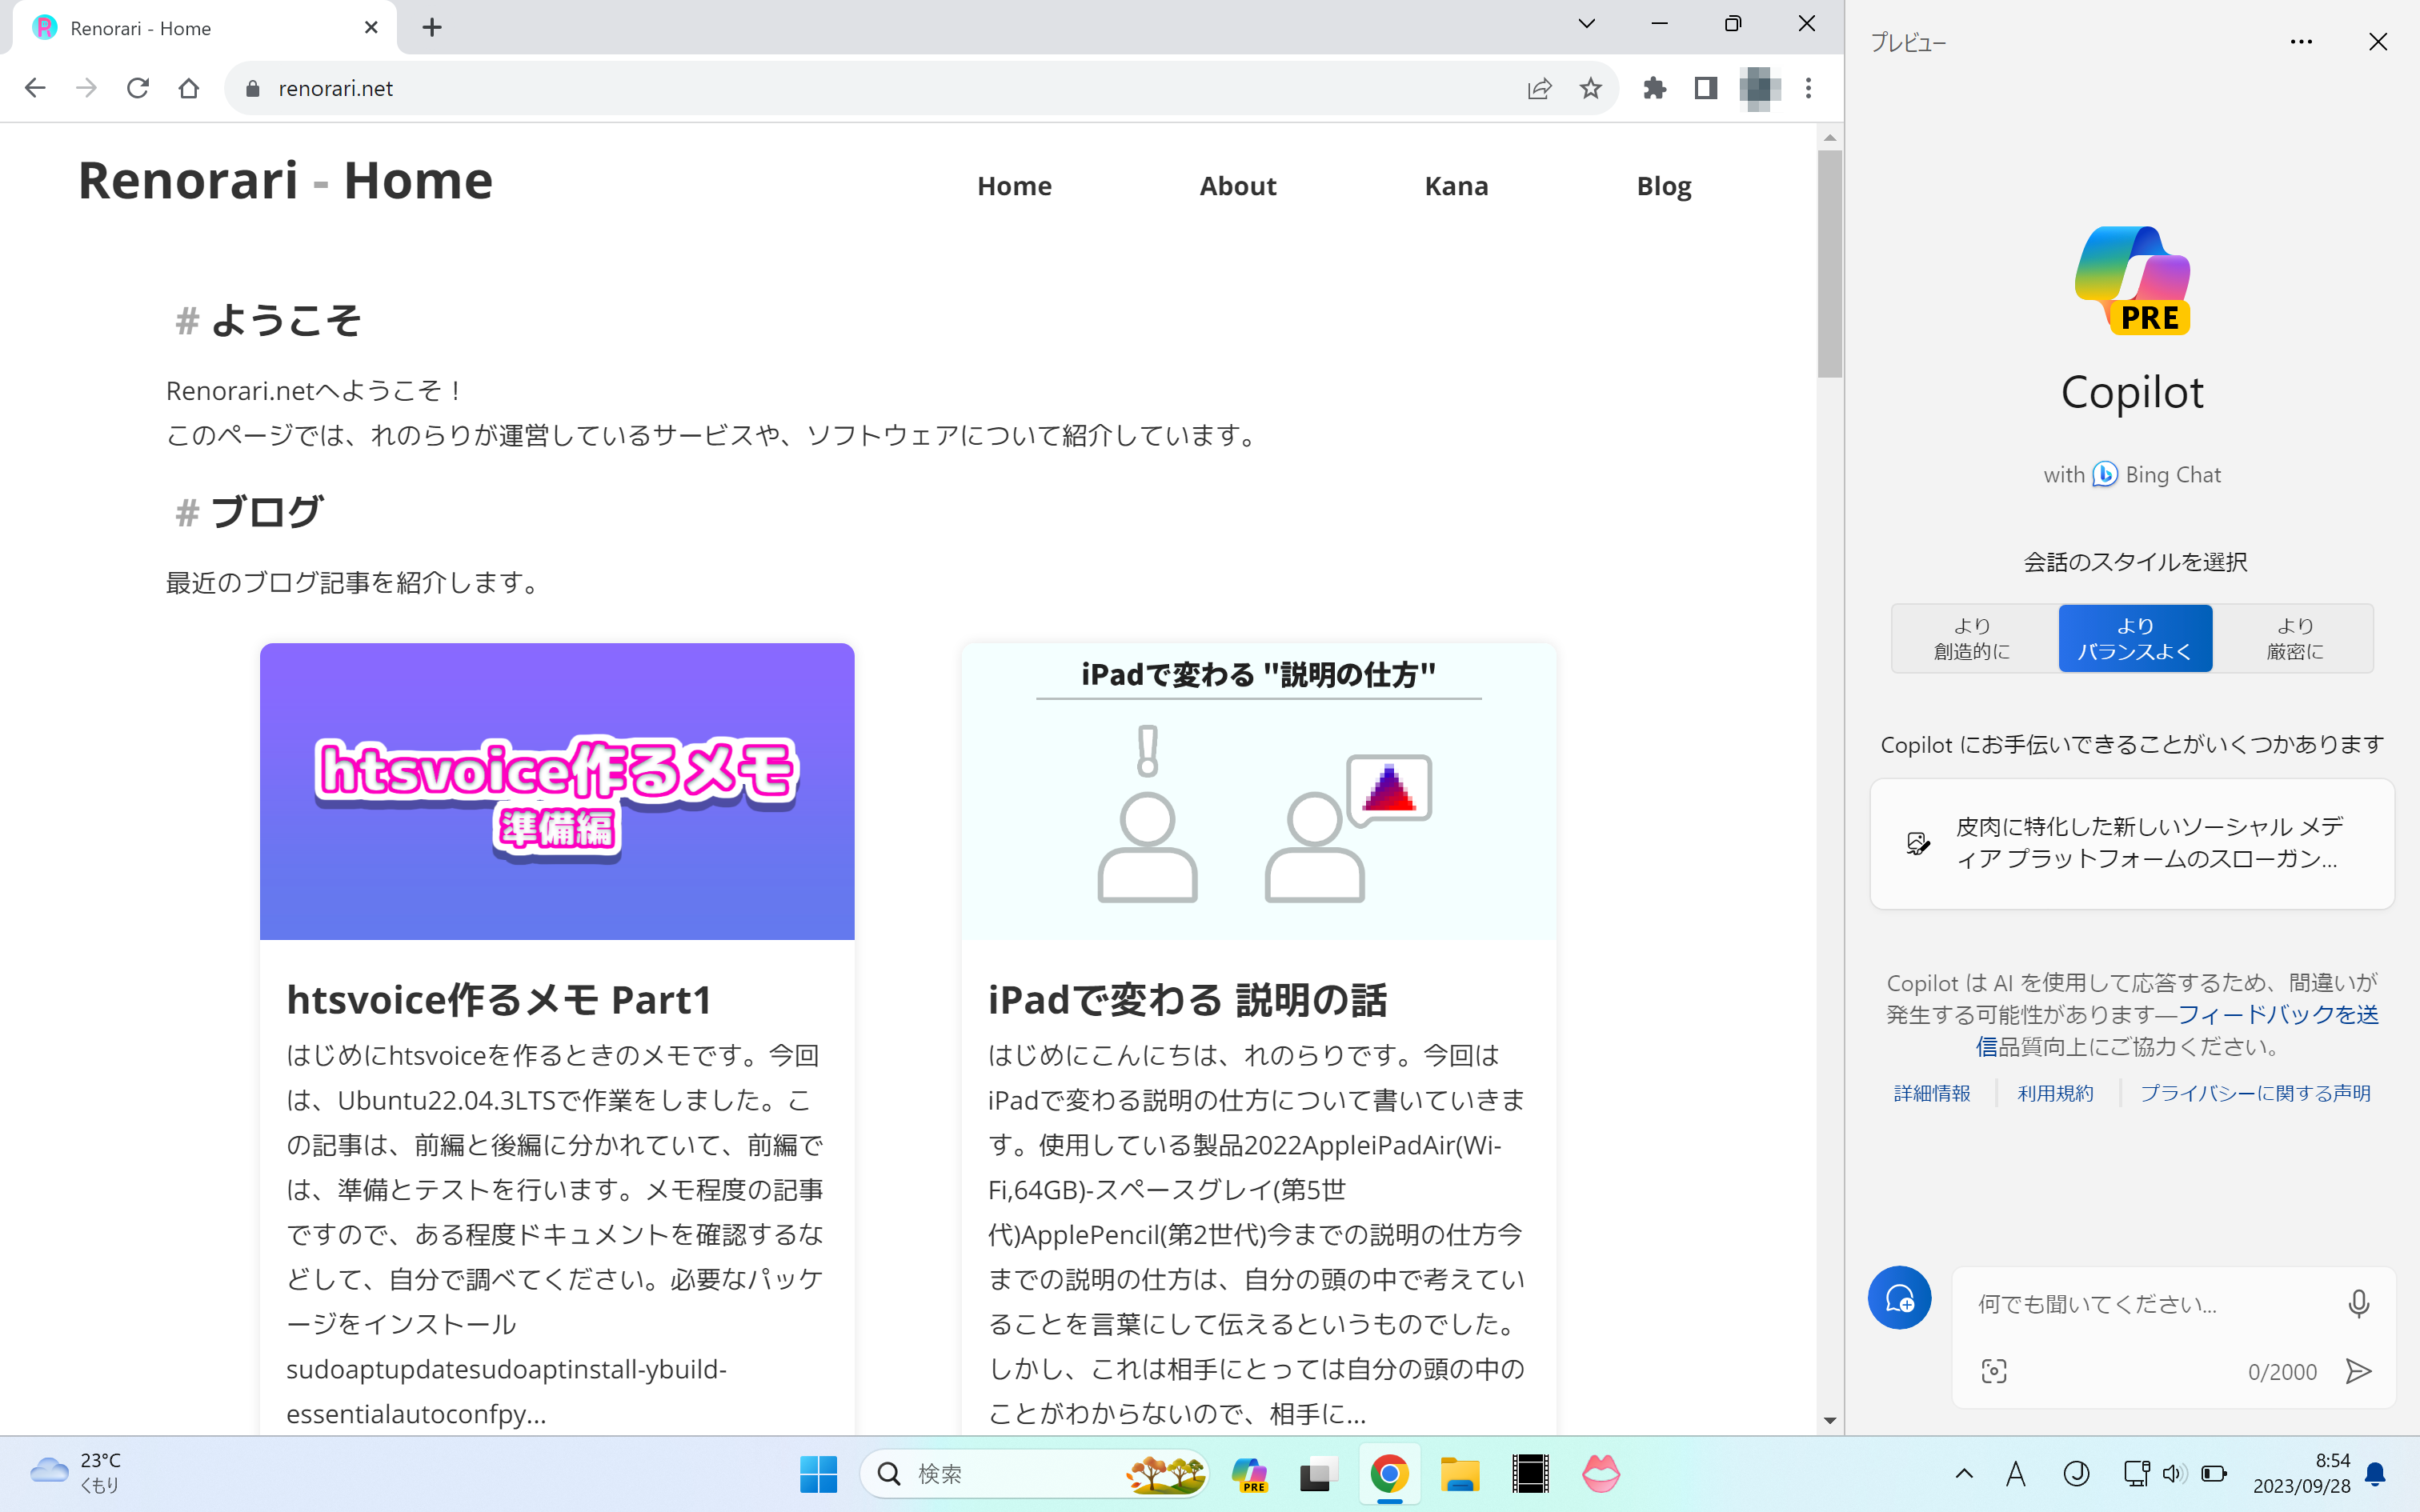 Renorari - Home
renorari.net
Renorari - Home
Home
About
Kana
Blog
# ようこそ
Renorari.netへようこそ！
このページでは、れのらりが運営しているサービスや、ソフトウェアについて紹介しています。
# ブログ
最近のブログ記事を紹介します。
htsvoice作るメモ
準備編
htsvoice作るメモ Part1
はじめにhtsvoiceを作るときのメモです。今回
は、Ubuntu22.04.3LTSで作業をしました。こ
の記事は、前編と後編に分かれていて、前編で
は、準備とテストを行います。メモ程度の記事
ですので、ある程度ドキュメントを確認するな
どして、自分で調べてください。必要なパッケ
ージをインストール
sudoaptupdatesudoaptinstall-ybuild-
essentialautoconfpy...
iPadで変わる "説明の仕方"
iPadで変わる 説明の話
はじめにこんにちは、れのらりです。今回は
iPadで変わる説明の仕方について書いていきま
す。使用している製品2022AppleiPadAir(Wi-
Fi,64GB)-スペースグレイ(第5世
代)ApplePencil(第2世代)今までの説明の仕方今
までの説明の仕方は、自分の頭の中で考えてい
ることを言葉にして伝えるというものでした。
しかし、これは相手にとっては自分の頭の中の
ことがわからないので、相手に...
プレビュー
PRE
Copilot
with Bing Chat
会話のスタイルを選択
より
創造的に
より
バランスよく
より
厳密に
Copilot にお手伝いできることがいくつかあります
皮肉に特化した新しいソーシャル メデ
ィア プラットフォームのスローガン...
Copilot は AI を使用して応答するため、間違いが
発生する可能性があります—フィードバックを送
信品質向上にご協力ください。
詳細情報
利用規約
プライバシーに関する声明
何でも聞いてください...
0/2000
23°C
くもり
検索
PRE
A
8:54
2023/09/28